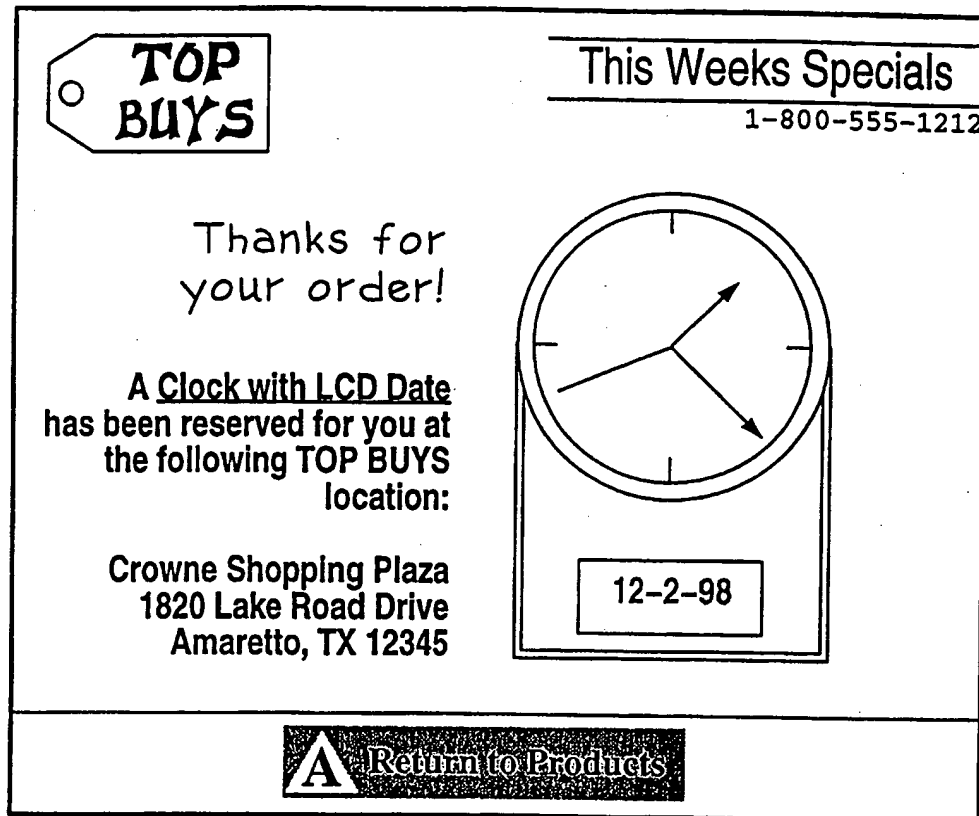 TOP
BUYS
This Weeks Specials
1-800-555-1212
Thanks for
your order!
A Clock with LCD Date
has been reserved for you at
the following TOP BUYS
location:
Crowne Shopping Plaza
1820 Lake Road Drive
Amaretto, TX 12345
12-2-98
A Return to Products